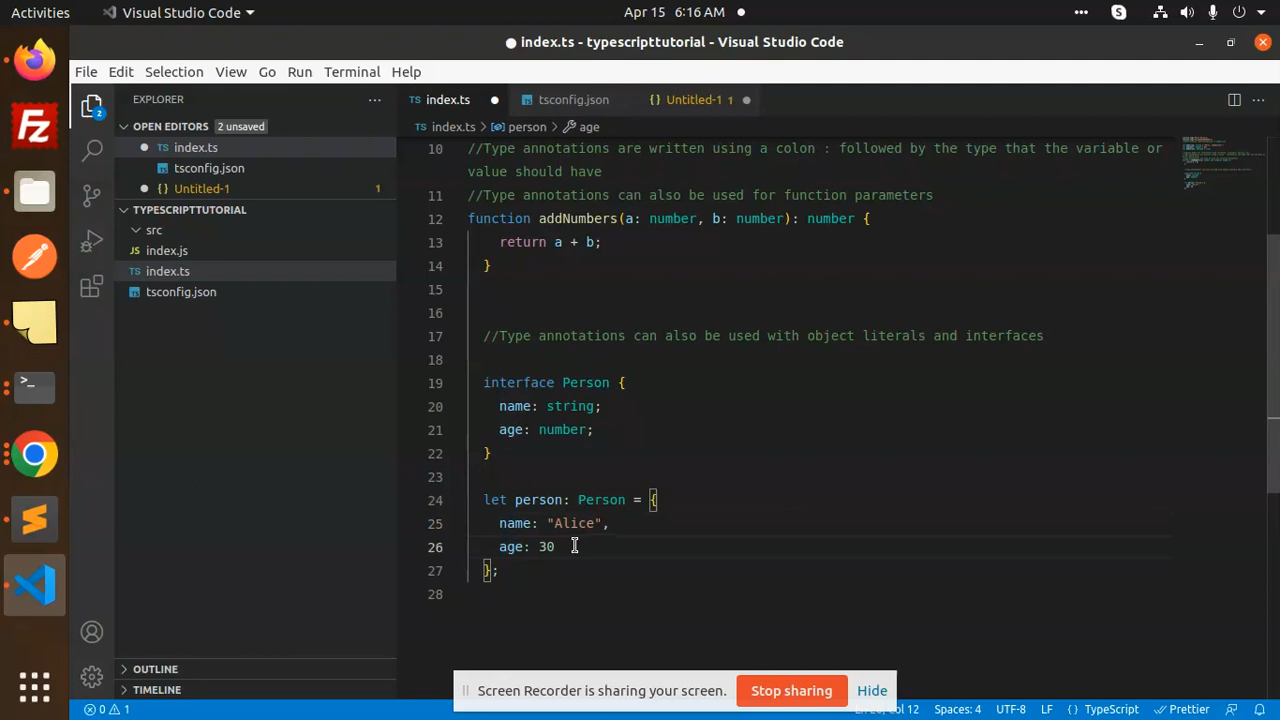 Activities
Visual Studio Code
Apr 15 6:16 AM
index.ts - typescripttutorial - Visual Studio Code
File Edit Selection View Go Run Terminal Help
EXPLORER
TS index.ts
tsconfig.json
{} Untitled-1 1
OPEN EDITORS 2 unsaved
TS index.ts > person > age
TS index.ts
tsconfig.json
{} Untitled-1 1
TYPESCRIPTTUTORIAL
src
JS index.js
TS index.ts
tsconfig.json
10 //Type annotations are written using a colon : followed by the type that the variable or
value should have
11 //Type annotations can also be used for function parameters
12 function addNumbers(a: number, b: number): number {
13 return a + b;
14 }
15
16
17 //Type annotations can also be used with object literals and interfaces
18
19 interface Person {
20 name: string;
21 age: number;
22 }
23
24 let person: Person = {
25 name: "Alice",
26 age: 30
27 };
28
OUTLINE
TIMELINE
Screen Recorder is sharing your screen. Stop sharing Hide
0 1
Col 12 Spaces: 4 UTF-8 LF {} TypeScript Prettier